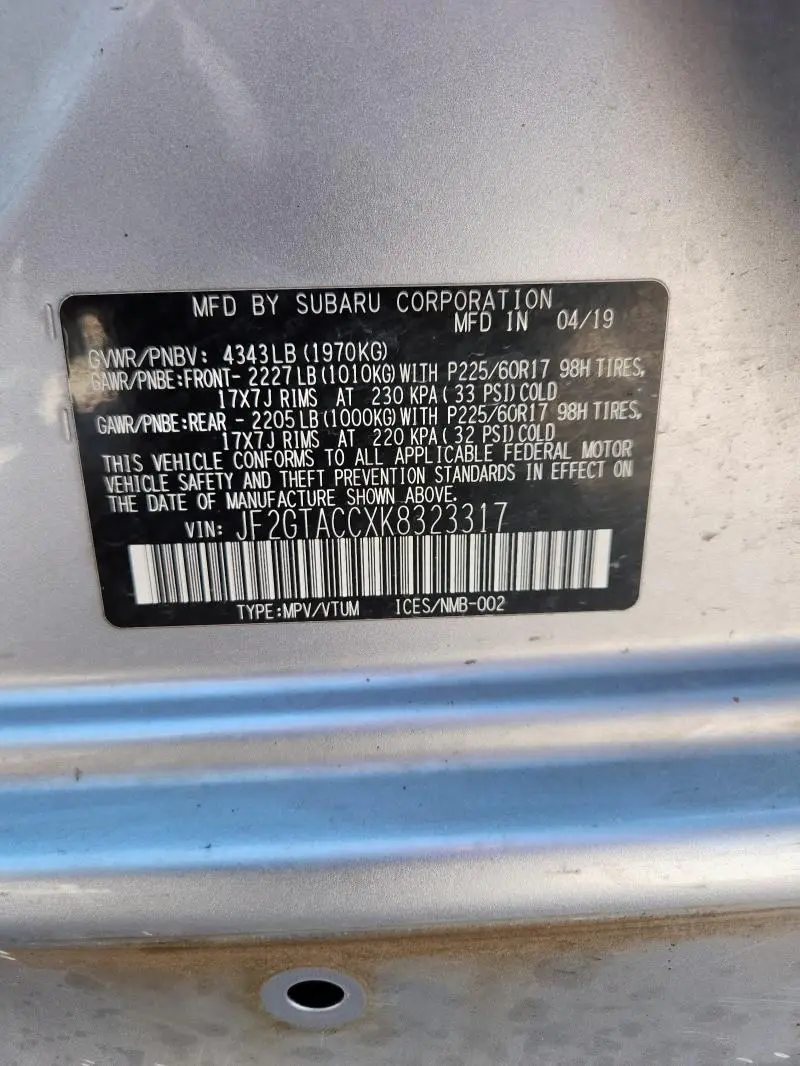 MFD BY SUBARU CORPORATION
MFD IN 04/19
GVWR/PNBV: 4343LB (1970KG)
GAWR/PNBE:FRONT- 2227LB (1010KG) WITH P225/60R17 98H TIRES,
17X7J RIMS AT 230 KPA (33 PSI) COLD
GAWR/PNBE:REAR - 2205LB (1000KG) WITH P225/60R17 98H TIRES,
17X7J RIMS AT 220 KPA (32 PSI) COLD
THIS VEHICLE CONFORMS TO ALL APPLICABLE FEDERAL MOTOR
VEHICLE SAFETY AND THEFT PREVENTION STANDARDS IN EFFECT ON
THE DATE OF MANUFACTURE SHOWN ABOVE.
VIN: JF2GTACCXK8323317
TYPE:MPV/VTUM ICES/NMB-002